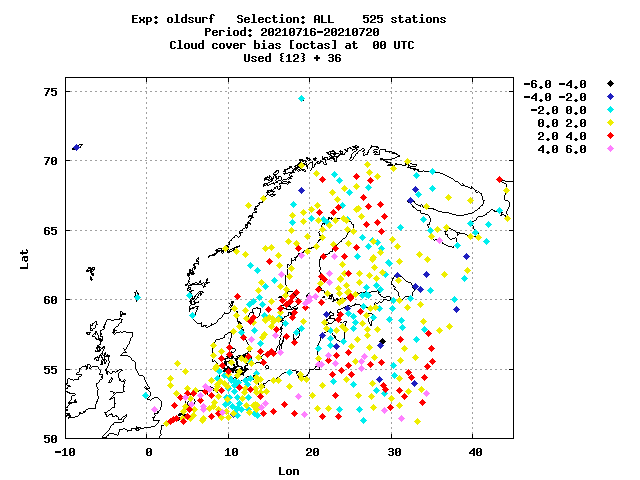 Exp: oldsurf Selection: ALL 525 stations
Period: 20210716-20210720
Cloud cover bias [octas] at 00 UTC
Used {12} + 36
-6.0 -4.0
-4.0 -2.0
-2.0 0.0
0.0 2.0
2.0 4.0
4.0 6.0
75
70
65
60
55
50
Lat
-10 0 10 20 30 40
Lon